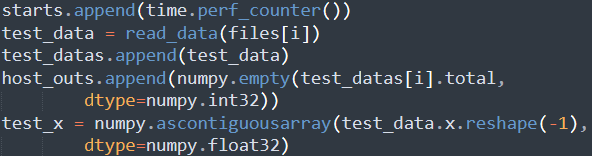 starts.append(time.perf_counter())
test_data = read_data(files[i])
test_datas.append(test_data)
host_outs.append(numpy.empty(test_datas[i].total,
        dtype=numpy.int32))
test_x = numpy.ascontiguousarray(test_data.x.reshape(-1),
        dtype=numpy.float32)